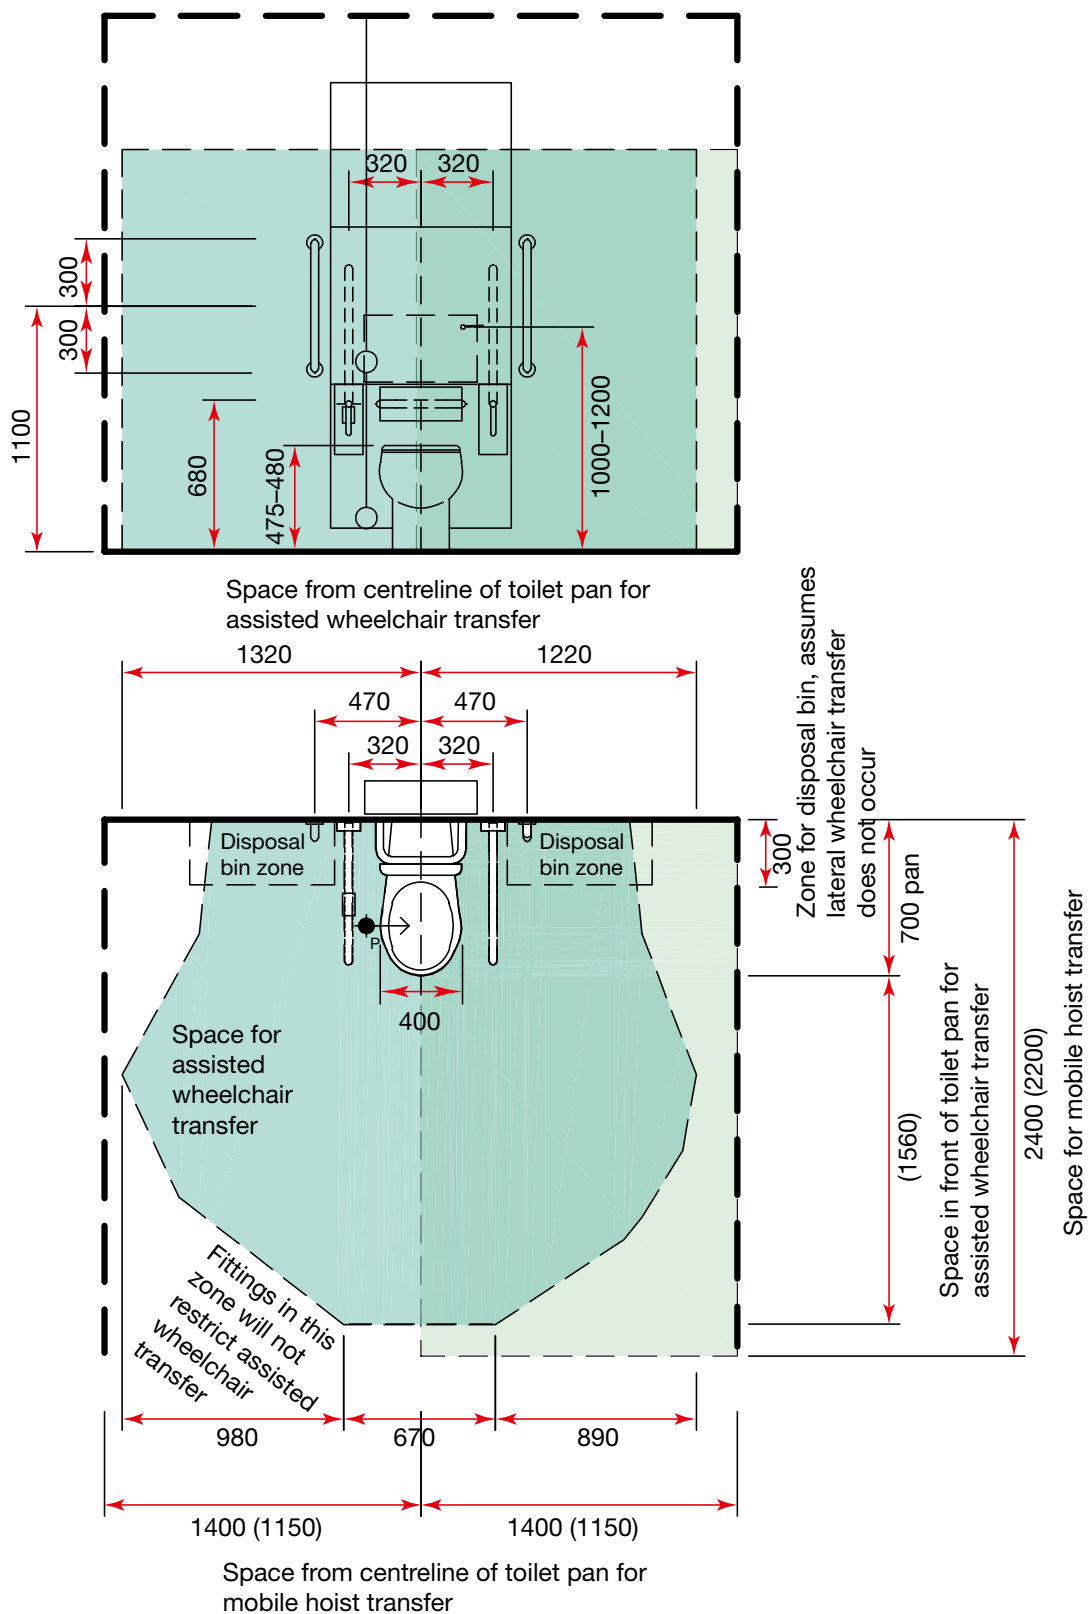 320
320
300
300
1100
680
475–480
1000–1200
Space from centreline of toilet pan for
assisted wheelchair transfer
1320
1220
470
470
320
320
Zone for disposal bin, assumes
lateral wheelchair transfer
does not occur
Disposal
bin zone
Disposal
bin zone
300
700 pan
P
400
Space for
assisted
wheelchair
transfer
(1560)
Space in front of toilet pan for
assisted wheelchair transfer
2400 (2200)
Space for mobile hoist transfer
Fittings in this
zone will not
restrict assisted
wheelchair
transfer
980
670
890
1400 (1150)
1400 (1150)
Space from centreline of toilet pan for
mobile hoist transfer